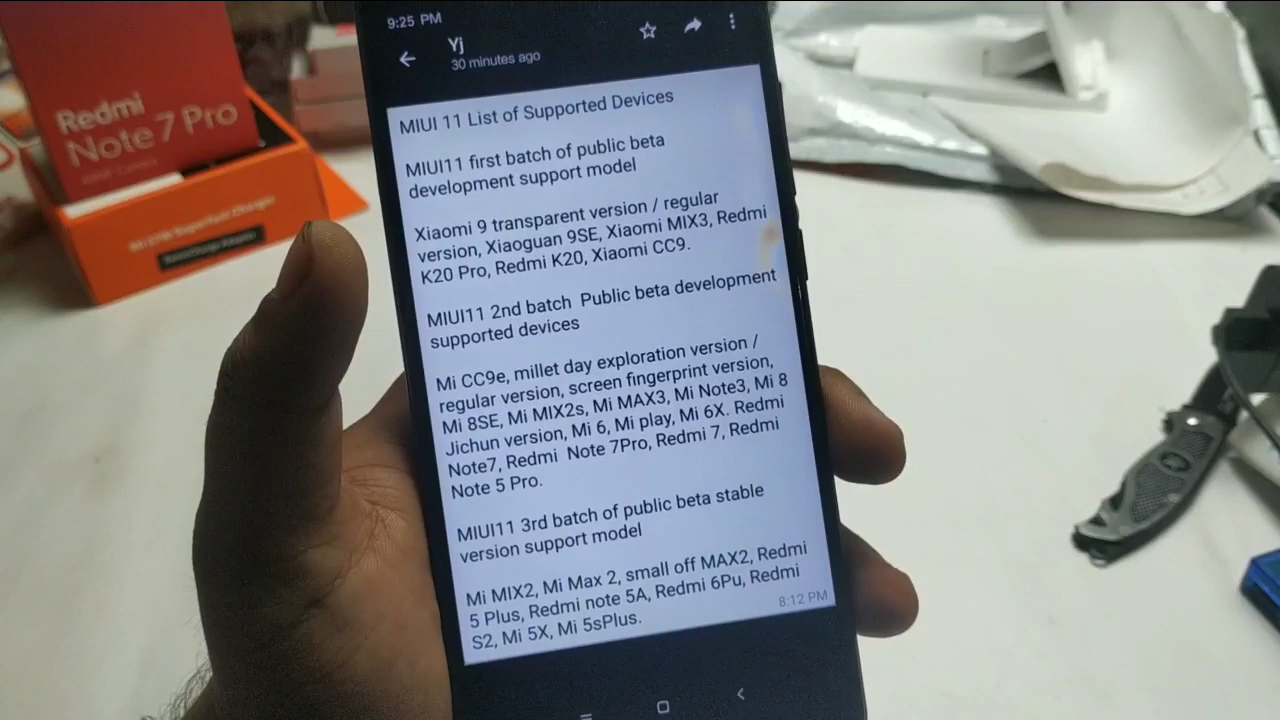 9:25 PM
Yj
30 minutes ago
MIUI 11 List of Supported Devices
MIUI11 first batch of public beta
development support model
Xiaomi 9 transparent version / regular
version, Xiaoguan 9SE, Xiaomi MIX3, Redmi
K20 Pro, Redmi K20, Xiaomi CC9.
MIUI11 2nd batch Public beta development
supported devices
Mi CC9e, millet day exploration version /
regular version, screen fingerprint version,
Mi 8SE, Mi MIX2s, Mi MAX3, Mi Note3, Mi 8
Jichun version, Mi 6, Mi play, Mi 6X. Redmi
Note7, Redmi Note 7Pro, Redmi 7, Redmi
Note 5 Pro.
MIUI11 3rd batch of public beta stable
version support model
Mi MIX2, Mi Max 2, small off MAX2, Redmi
5 Plus, Redmi note 5A, Redmi 6Pu, Redmi
S2, Mi 5X, Mi 5sPlus.
8:12 PM
Redmi
Note 7 Pro